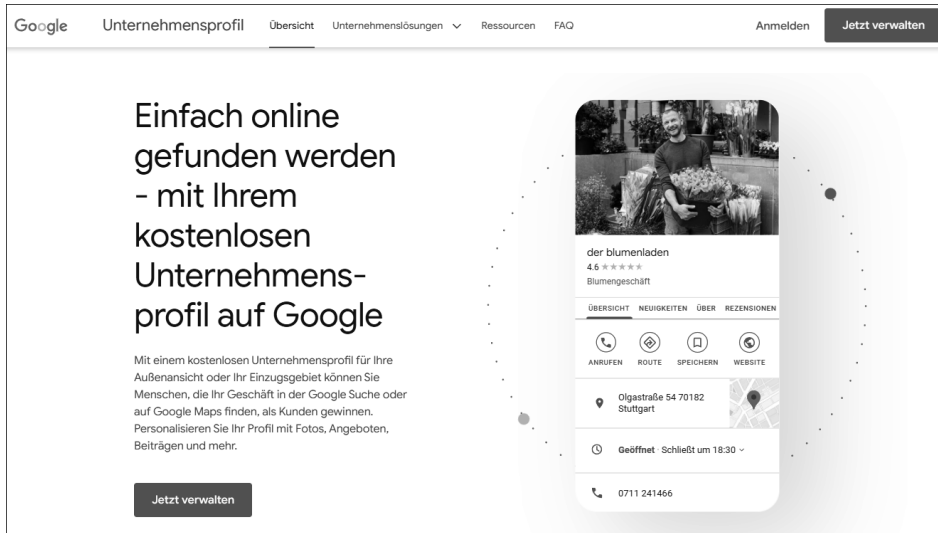 Google Unternehmensprofil Übersicht Unternehmenslösungen Ressourcen FAQ Anmelden Jetzt verwalten
Einfach online
gefunden werden
- mit Ihrem
kostenlosen
Unternehmens-
profil auf Google
Mit einem kostenlosen Unternehmensprofil für Ihre
Außenansicht oder Ihr Einzugsgebiet können Sie
Menschen, die Ihr Geschäft in der Google Suche oder
auf Google Maps finden, als Kunden gewinnen.
Personalisieren Sie Ihr Profil mit Fotos, Angeboten,
Beiträgen und mehr.
Jetzt verwalten
der blumenladen
4.6 ★★★★★
Blumengeschäft
ÜBERSICHT NEUIGKEITEN ÜBER REZENSIONEN
ANRUFEN ROUTE SPEICHERN WEBSITE
Olgastraße 54 70182
Stuttgart
Geöffnet · Schließt um 18:30
0711 241466